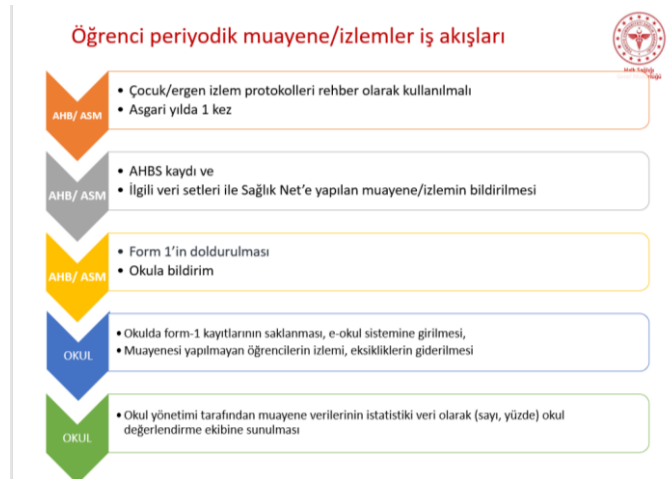 Öğrenci periyodik muayene/izlemler iş akışları
Halk Sağlığı
AHB/ ASM
• Çocuk/ergen izlem protokolleri rehber olarak kullanılmalı
• Asgari yılda 1 kez
AHB/ ASM
• AHBS kaydı ve
• İlgili veri setleri ile Sağlık Net'e yapılan muayene/izlemin bildirilmesi
AHB/ ASM
• Form 1'in doldurulması
• Okula bildirim
OKUL
• Okulda form-1 kayıtlarının saklanması, e-okul sistemine girilmesi,
• Muayenesi yapılmayan öğrencilerin izlemi, eksikliklerin giderilmesi
OKUL
• Okul yönetimi tarafından muayene verilerinin istatistiki veri olarak (sayı, yüzde) okul
değerlendirme ekibine sunulması